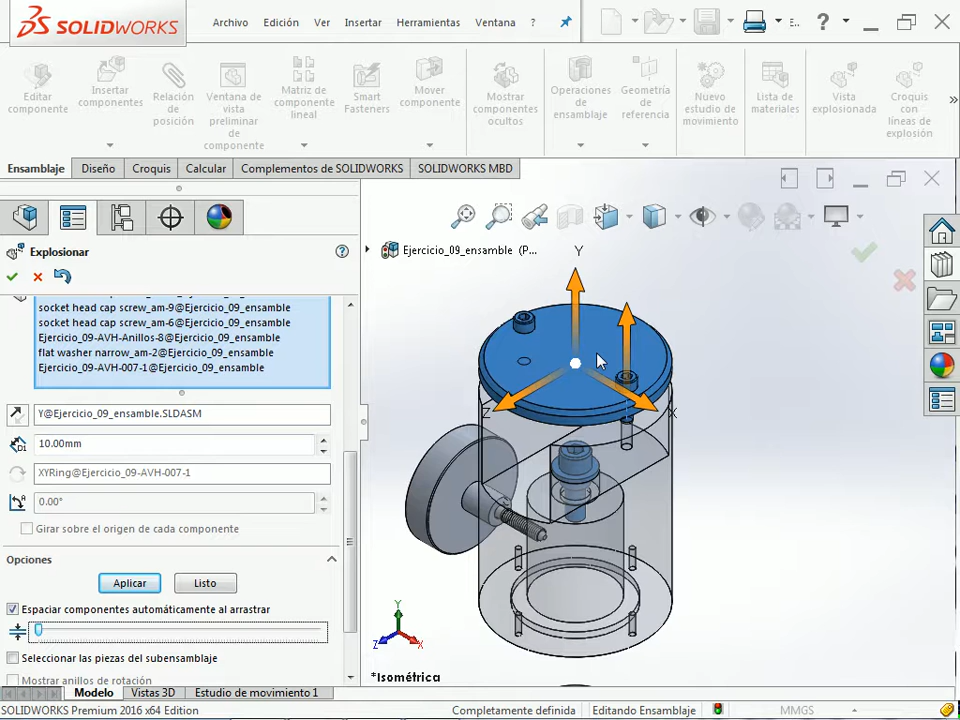 SOLIDWORKS
Archivo
Edición
Ver
Insertar
Herramientas
Ventana
?
E..
?
Editar
componente
Insertar
componentes
Relación
de
posición
Ventana de
vista
preliminar
de
componente
Matriz de
componente
lineal
Smart
Fasteners
Mover
componente
Mostrar
componentes
ocultos
Operaciones
de
ensamblaje
Geometría
de
referencia
Nuevo
estudio de
movimiento
Lista de
materiales
Vista
explosionada
Croquis
con
líneas de
explosión
»
Ensamblaje
Diseño
Croquis
Calcular
Complementos de SOLIDWORKS
SOLIDWORKS MBD
Explosionar
?
socket head cap screw_am-9@Ejercicio_09_ensamble
socket head cap screw_am-6@Ejercicio_09_ensamble
Ejercicio_09-AVH-Anillos-8@Ejercicio_09_ensamble
flat washer narrow_am-2@Ejercicio_09_ensamble
Ejercicio_09-AVH-007-1@Ejercicio_09_ensamble
Y@Ejercicio_09_ensamble.SLDASM
10.00mm
XYRing@Ejercicio_09-AVH-007-1
0.00°
Girar sobre el origen de cada componente
Opciones
Aplicar
Listo
Espaciar componentes automáticamente al arrastrar
Seleccionar las piezas del subensamblaje
Mostrar anillos de rotación
Ejercicio_09_ensamble (P...
Y
Z
X
Y
Z
X
*Isométrica
Modelo
Vistas 3D
Estudio de movimiento 1
SOLIDWORKS Premium 2016 x64 Edition
Completamente definida
Editando Ensamblaje
MMGS